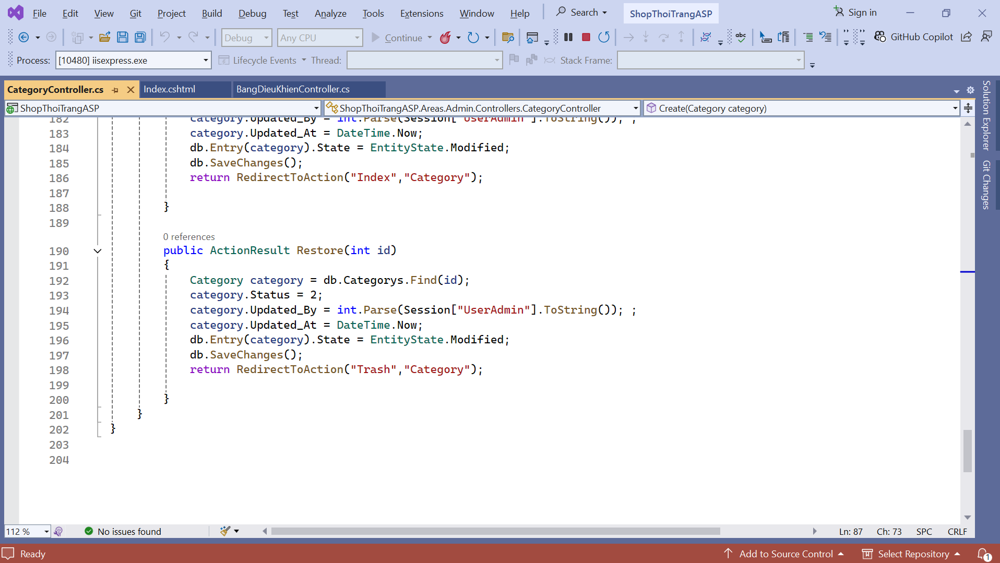 File Edit View Git Project Build Debug Test Analyze Tools Extensions Window Help Search ShopThoiTrangASP Sign in
Debug Any CPU Continue abc GitHub Copilot
Process: [10480] iisexpress.exe Lifecycle Events Thread: Stack Frame:
CategoryController.cs Index.cshtml BangDieuKhienController.cs
ShopThoiTrangASP ShopThoiTrangASP.Areas.Admin.Controllers.CategoryController Create(Category category)
Solution Explorer
Git Changes
182 category.Updated_By = int.Parse(Session["UserAdmin"].ToString()); ;
183 category.Updated_At = DateTime.Now;
184 db.Entry(category).State = EntityState.Modified;
185 db.SaveChanges();
186 return RedirectToAction("Index","Category");
187
188 }
189
0 references
190 public ActionResult Restore(int id)
191 {
192 Category category = db.Categorys.Find(id);
193 category.Status = 2;
194 category.Updated_By = int.Parse(Session["UserAdmin"].ToString()); ;
195 category.Updated_At = DateTime.Now;
196 db.Entry(category).State = EntityState.Modified;
197 db.SaveChanges();
198 return RedirectToAction("Trash","Category");
199
200 }
201 }
202 }
203
204
112 % No issues found Ln: 87 Ch: 73 SPC CRLF
Ready Add to Source Control Select Repository 1